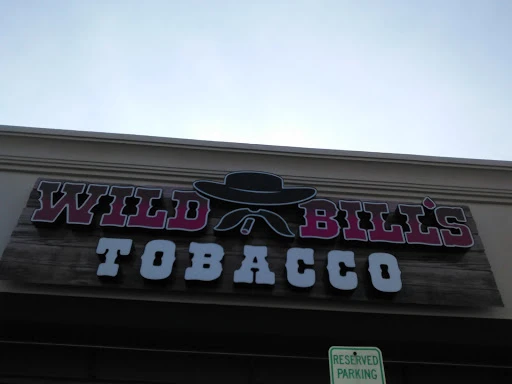 WILD BILL'S
TOBACCO
RESERVED
PARKING